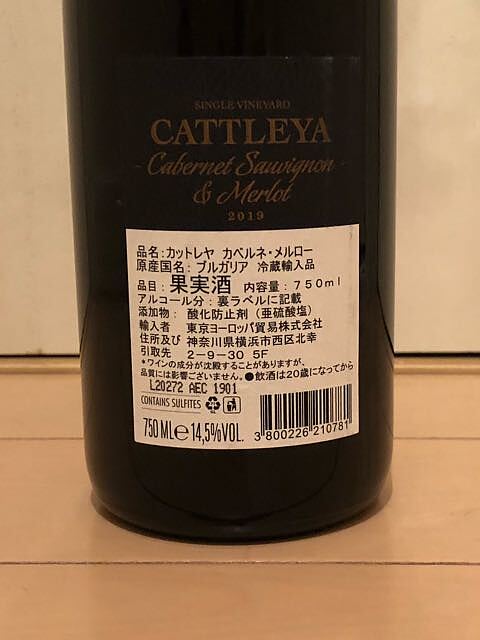 SINGLE VINEYARD
CATTLEYA
Cabernet Sauvignon
& Merlot
2019
品名:カットレヤ カベルネ・メルロー
原産国名: ブルガリア 冷蔵輸入品
品目: 果実酒 内容量:750ml
アルコール分:裏ラベルに記載
添加物: 酸化防止剤 (亜硫酸塩)
輸入者 東京ヨーロッパ貿易株式会社
住所及び 神奈川県横浜市西区北幸
引取先 2-9-30 5F
*ワインの成分が沈殿することがありますが、
品質には影響ございません。●飲酒は20歳になってから
L20272 AEC 1901
CONTAINS SULFITES
750 ML e 14,5% VOL.
3 800226 210781